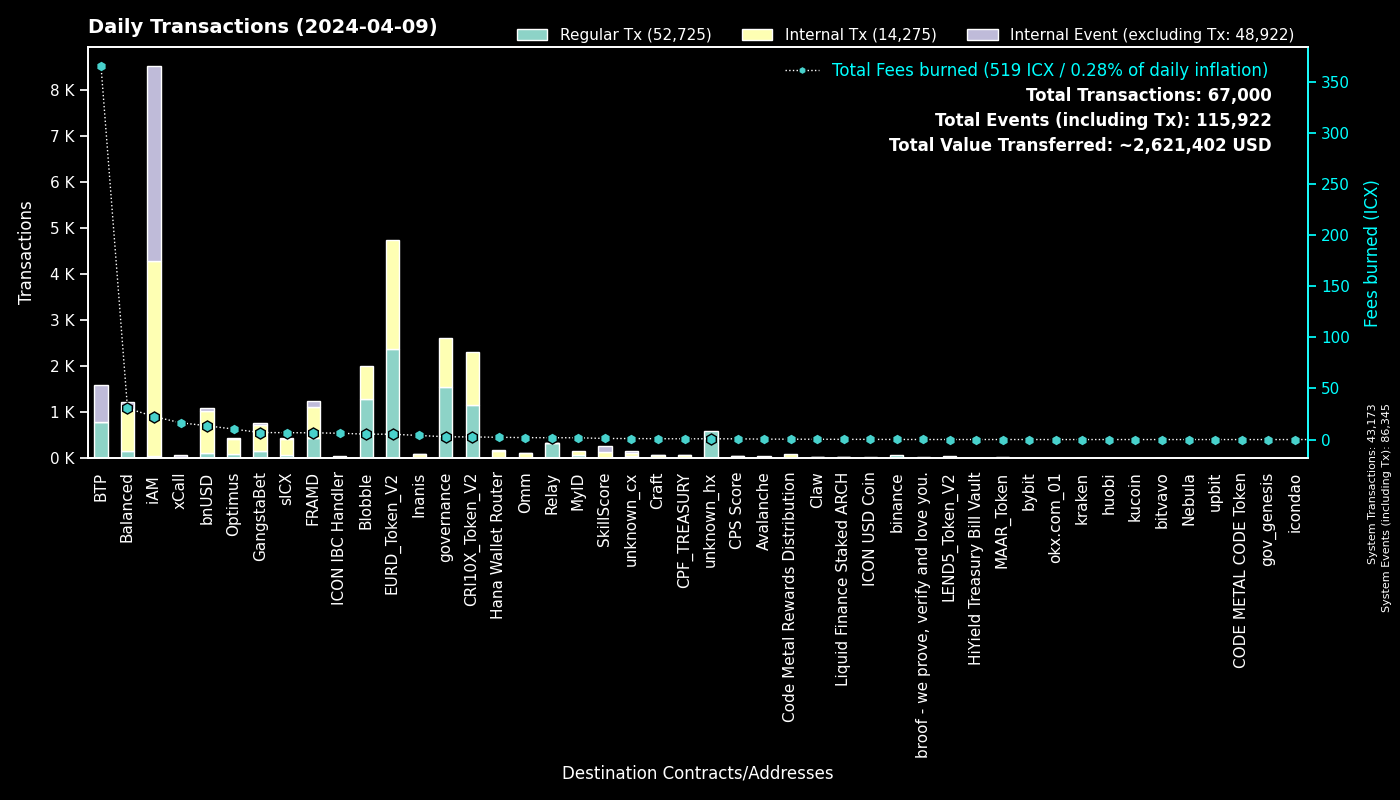 Daily Transactions (2024-04-09)
Regular Tx (52,725)
Internal Tx (14,275)
Internal Event (excluding Tx: 48,922)
Total Fees burned (519 ICX / 0.28% of daily inflation)
Total Transactions: 67,000
Total Events (including Tx): 115,922
Total Value Transferred: ~2,621,402 USD
Transactions
8 K
7 K
6 K
5 K
4 K
3 K
2 K
1 K
0 K
350
300
250
200
150
100
50
0
Fees burned (ICX)
System Transactions: 43,173
System Events (including Tx): 86,345
BTP
Balanced
iAM
xCall
bnUSD
Optimus
GangstaBet
sICX
FRAMD
ICON IBC Handler
Blobble
EURD_Token_V2
Inanis
governance
CRI10X_Token_V2
Hana Wallet Router
Omm
Relay
MyID
SkillScore
unknown_cx
Craft
CPF_TREASURY
unknown_hx
CPS Score
Avalanche
Code Metal Rewards Distribution
Claw
Liquid Finance Staked ARCH
ICON USD Coin
binance
broof - we prove, verify and love you.
LEND5_Token_V2
HiYield Treasury Bill Vault
MAAR_Token
bybit
okx.com_01
kraken
huobi
kucoin
bitvavo
Nebula
upbit
CODE METAL CODE Token
gov_genesis
icondao
Destination Contracts/Addresses